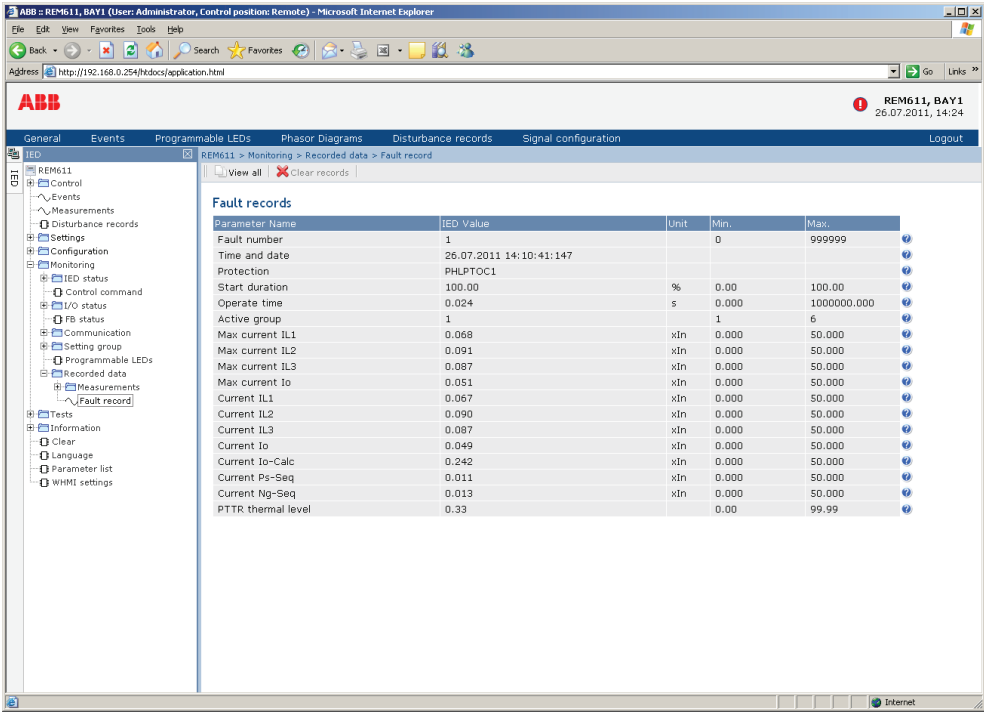 ABB :: REM611, BAY1 (User: Administrator, Control position: Remote) - Microsoft Internet Explorer
File Edit View Favorites Tools Help
Back Search Favorites
Address http://192.168.0.254/htdocs/application.html Go Links »
ABB
REM611, BAY1
26.07.2011, 14:24
General Events Programmable LEDs Phasor Diagrams Disturbance records Signal configuration Logout
IED
IED
REM611
Control
Events
Measurements
Disturbance records
Settings
Configuration
Monitoring
IED status
Control command
I/O status
FB status
Communication
Setting group
Programmable LEDs
Recorded data
Measurements
Fault record
Tests
Information
Clear
Language
Parameter list
WHMI settings
REM611 > Monitoring > Recorded data > Fault record
View all Clear records
Fault records
Parameter Name IED Value Unit Min. Max.
Fault number 1 0 999999
Time and date 26.07.2011 14:10:41:147
Protection PHLPTOC1
Start duration 100.00 % 0.00 100.00
Operate time 0.024 s 0.000 1000000.000
Active group 1 1 6
Max current IL1 0.068 xIn 0.000 50.000
Max current IL2 0.091 xIn 0.000 50.000
Max current IL3 0.087 xIn 0.000 50.000
Max current Io 0.051 xIn 0.000 50.000
Current IL1 0.067 xIn 0.000 50.000
Current IL2 0.090 xIn 0.000 50.000
Current IL3 0.087 xIn 0.000 50.000
Current Io 0.049 xIn 0.000 50.000
Current Io-Calc 0.242 xIn 0.000 50.000
Current Ps-Seq 0.011 xIn 0.000 50.000
Current Ng-Seq 0.013 xIn 0.000 50.000
PTTR thermal level 0.33 0.00 99.99
Internet